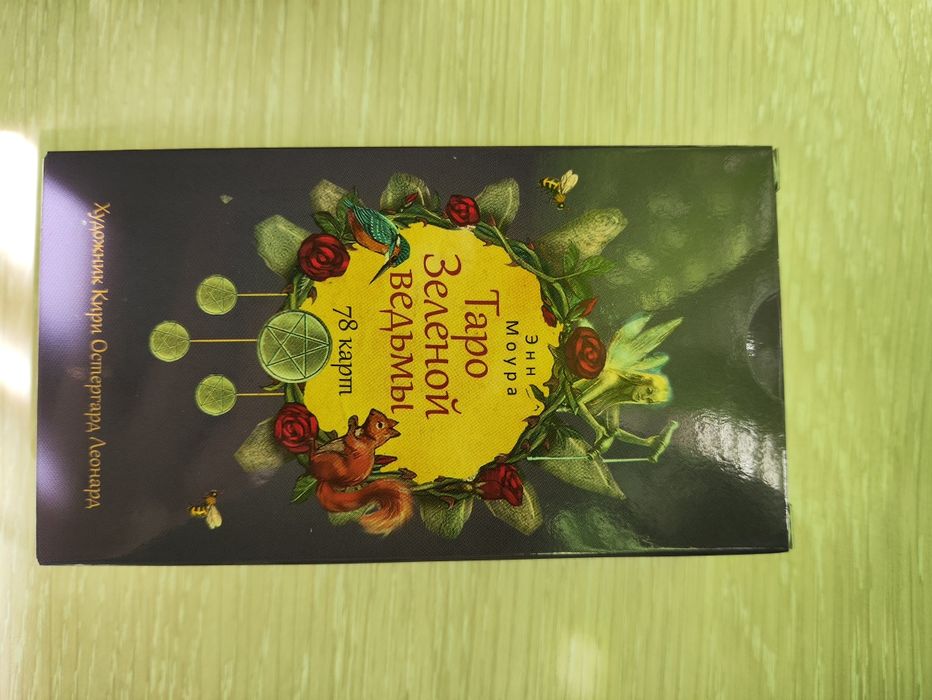 Энн
Моура
Таро
Зеленой
ведьмы
78 карт
Художник Кири Остергард Леонард